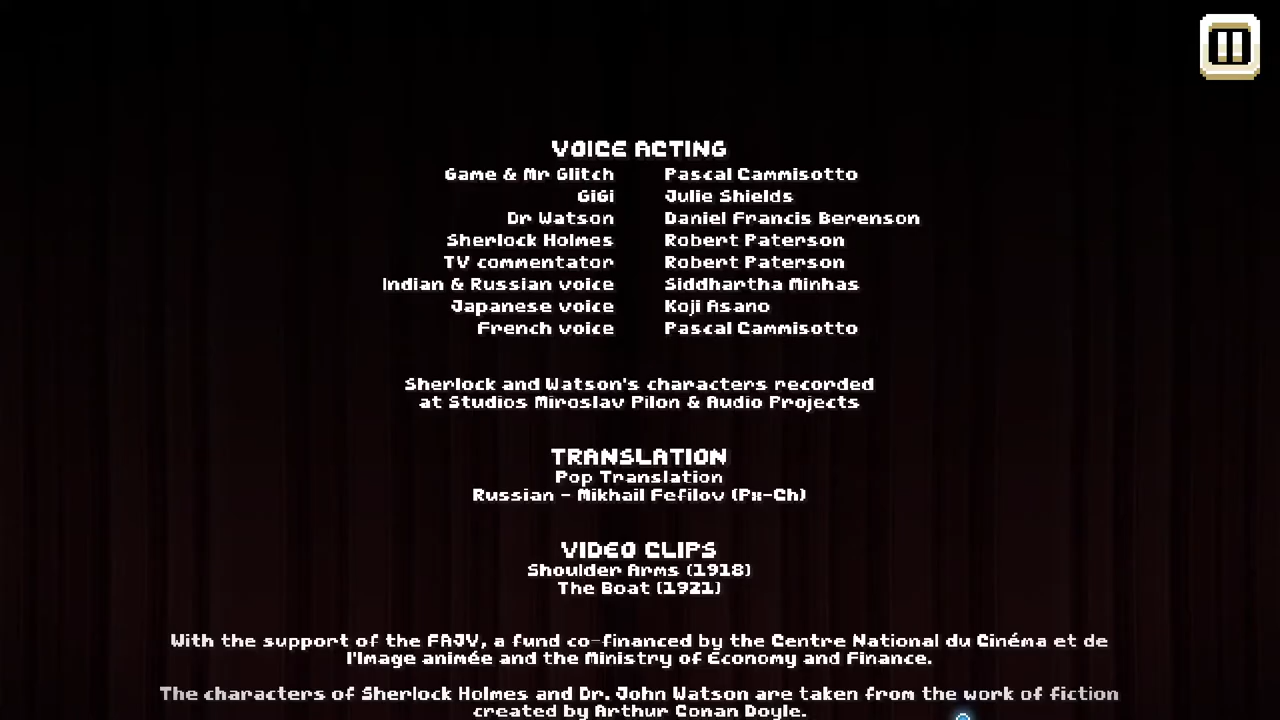 VOICE ACTING
Game & Mr Glitch Pascal Cammisotto
GiGi Julie Shields
Dr Watson Daniel Francis Berenson
Sherlock Holmes Robert Paterson
TV commentator Robert Paterson
Indian & Russian voice Siddhartha Minhas
Japanese voice Koji Asano
French voice Pascal Cammisotto
Sherlock and Watson's characters recorded
at Studios Miroslav Pilon & Audio Projects
TRANSLATION
Pop Translation
Russian - Mikhail Fefilov (Px-Ch)
VIDEO CLIPS
Shoulder Arms (1918)
The Boat (1921)
With the support of the FAJV, a fund co-financed by the Centre National du Cinéma et de
l'Image animée and the Ministry of Economy and Finance.
The characters of Sherlock Holmes and Dr. John Watson are taken from the work of fiction
created by Arthur Conan Doyle.